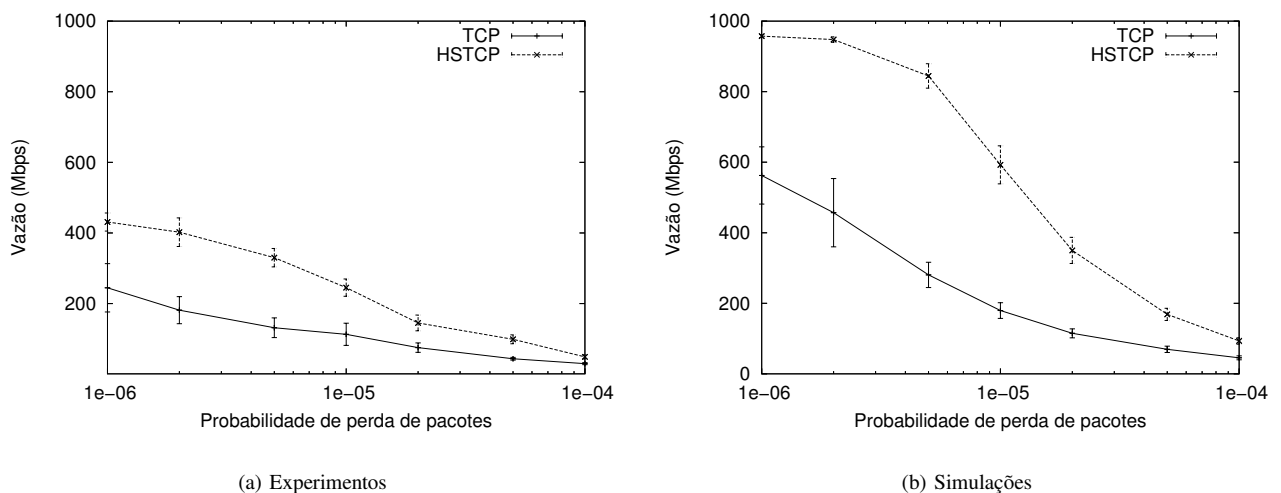 1000
800
600
400
200
1e-06
1e-05
1e-04
Vazão (Mbps)
Probabilidade de perda de pacotes
TCP
HSTCP
(a) Experimentos
1000
800
600
400
200
0
1e-06
1e-05
1e-04
Vazão (Mbps)
Probabilidade de perda de pacotes
TCP
HSTCP
(b) Simulações